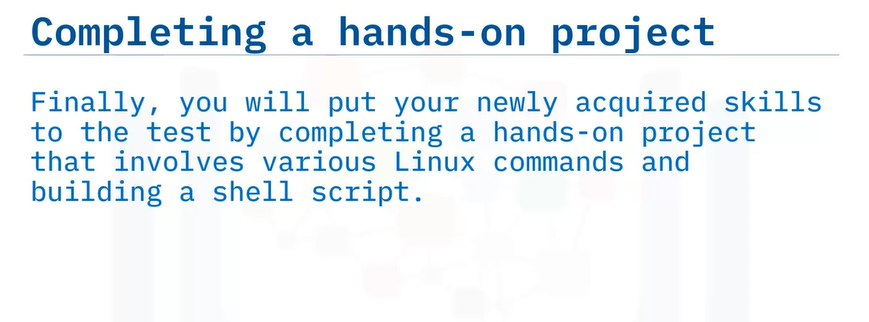 Completing a hands-on project
Finally, you will put your newly acquired skills
to the test by completing a hands-on project
that involves various Linux commands and
building a shell script.